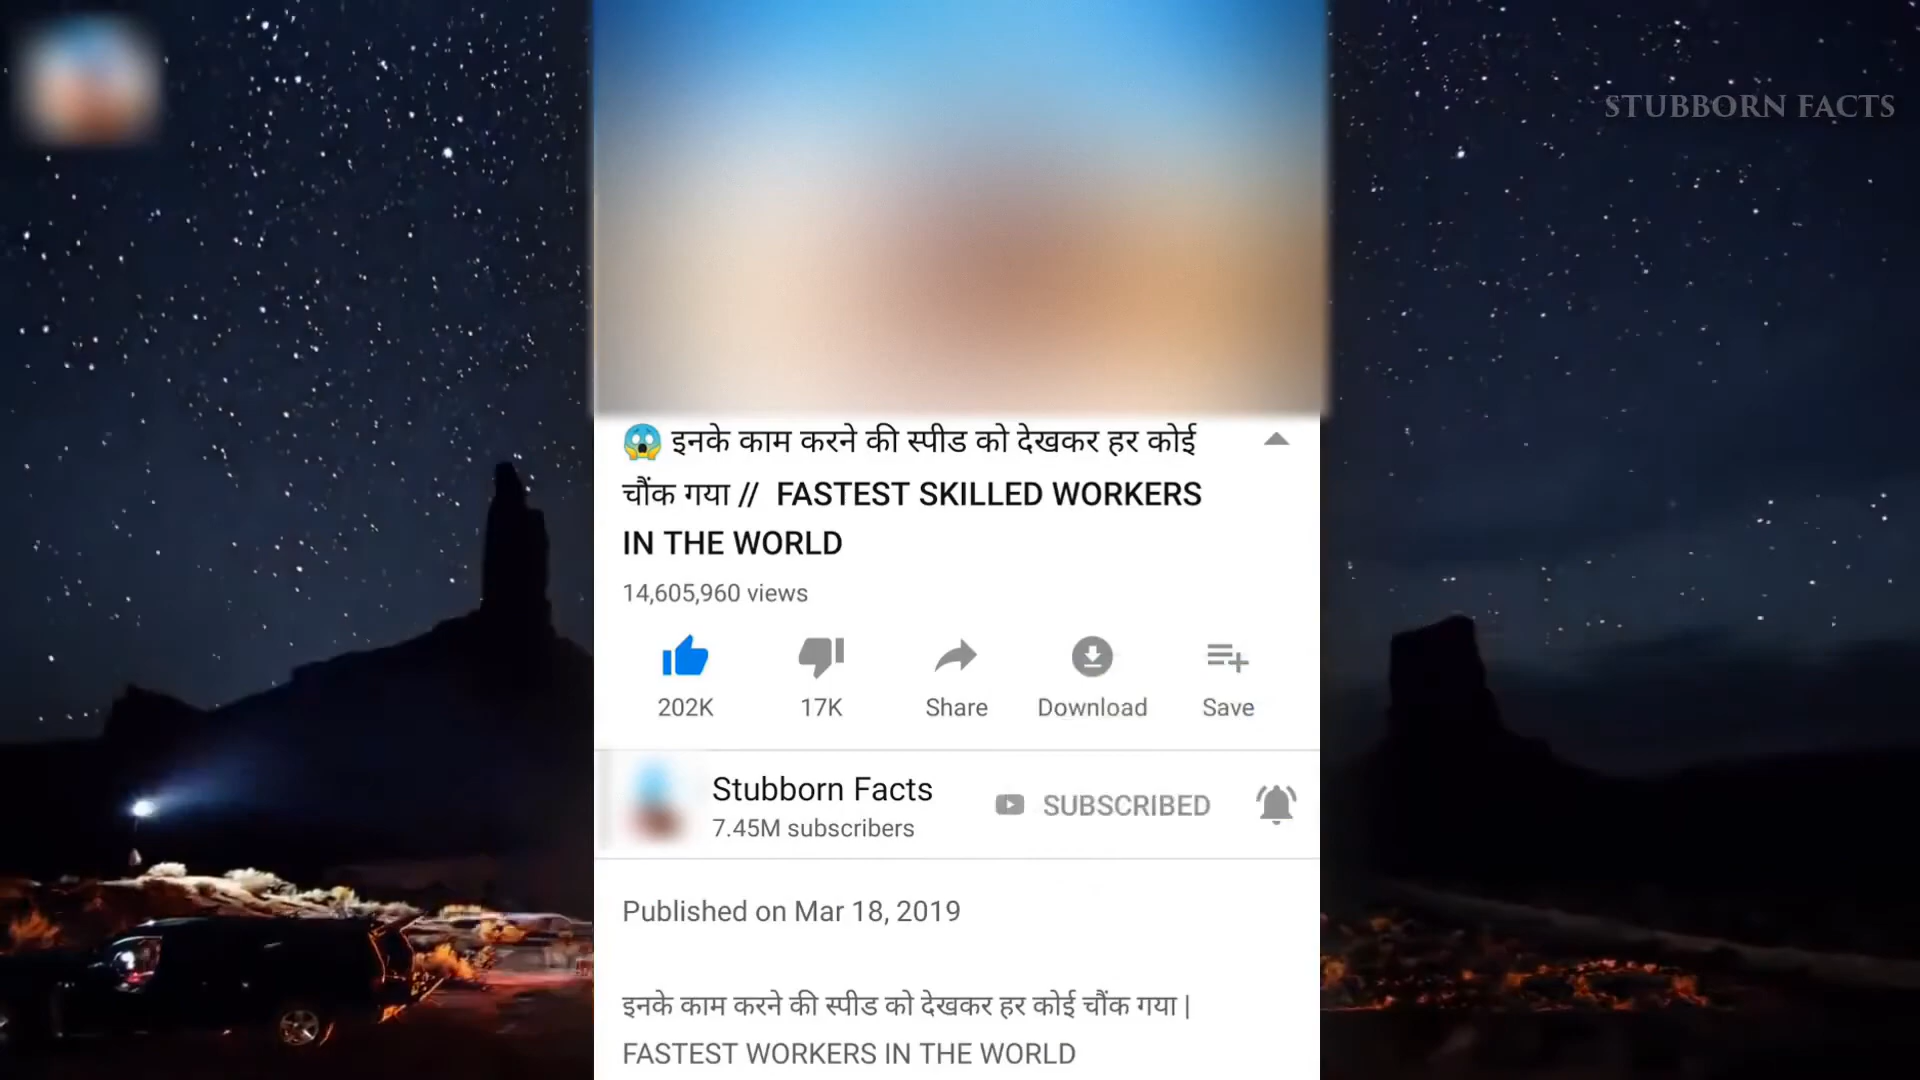 STUBBORN FACTS
😱 इनके काम करने की स्पीड को देखकर हर कोई
चौंक गया // FASTEST SKILLED WORKERS
IN THE WORLD
14,605,960 views
202K
17K
Share
Download
Save
Stubborn Facts
SUBSCRIBED
7.45M subscribers
Published on Mar 18, 2019
इनके काम करने की स्पीड को देखकर हर कोई चौंक गया |
FASTEST WORKERS IN THE WORLD